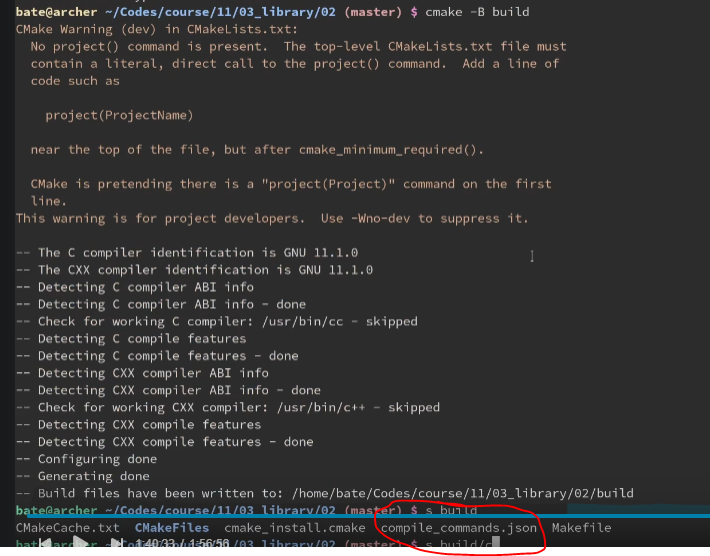 bate@archer ~/Codes/course/11/03_library/02 (master) $ cmake -B build
CMake Warning (dev) in CMakeLists.txt:
No project() command is present.  The top-level CMakeLists.txt file must
contain a literal, direct call to the project() command.  Add a line of
code such as
project(ProjectName)
near the top of the file, but after cmake_minimum_required().
CMake is pretending there is a "project(Project)" command on the first
line.
This warning is for project developers.  Use -Wno-dev to suppress it.
-- The C compiler identification is GNU 11.1.0
-- The CXX compiler identification is GNU 11.1.0
-- Detecting C compiler ABI info
-- Detecting C compiler ABI info - done
-- Check for working C compiler: /usr/bin/cc - skipped
-- Detecting C compile features
-- Detecting C compile features - done
-- Detecting CXX compiler ABI info
-- Detecting CXX compiler ABI info - done
-- Check for working CXX compiler: /usr/bin/c++ - skipped
-- Detecting CXX compile features
-- Detecting CXX compile features - done
-- Configuring done
-- Generating done
-- Build files have been written to: /home/bate/Codes/course/11/03_library/02/build
bate@archer ~/Codes/course/11/03_library/02 (master) $ s build
CMakeCache.txt  CMakeFiles  cmake_install.cmake  compile_commands.json  Makefile
bate@archer ~/Codes/course/11/03_library/02 (master) $ s build/c
1:40:33 / 1:56:56